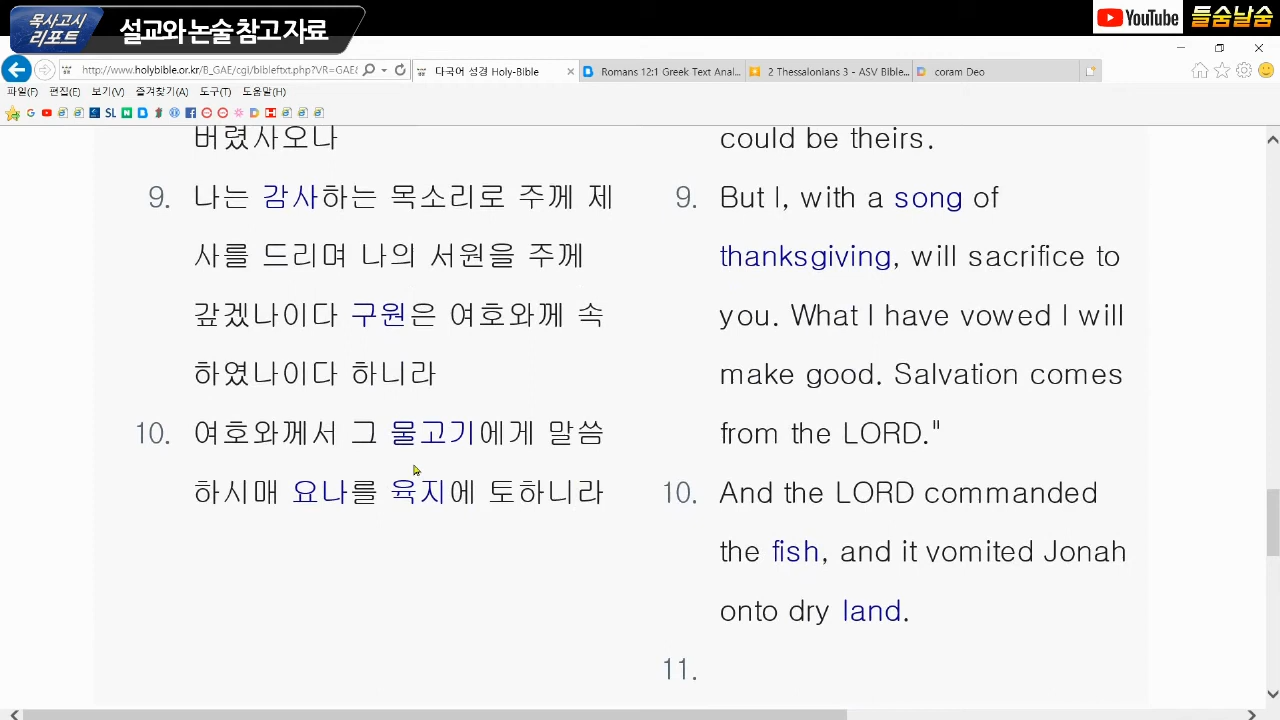 목사고시
리포트
설교와 논술 참고 자료
YouTube
들숨날숨
http://www.holybible.or.kr/B_GAE/cgi/bibleftxt.php?VR=GAE
다국어 성경 Holy-Bible
Romans 12:1 Greek Text Anal...
2 Thessalonians 3 - ASV Bible...
coram Deo
파일(F) 편집(E) 보기(V) 즐겨찾기(A) 도구(T) 도움말(H)
버렸사오나
9. 나는 감사하는 목소리로 주께 제
사를 드리며 나의 서원을 주께
갚겠나이다 구원은 여호와께 속
하였나이다 하니라
10. 여호와께서 그 물고기에게 말씀
하시매 요나를 육지에 토하니라
could be theirs.
9. But I, with a song of
thanksgiving, will sacrifice to
you. What I have vowed I will
make good. Salvation comes
from the LORD."
10. And the LORD commanded
the fish, and it vomited Jonah
onto dry land.
11.